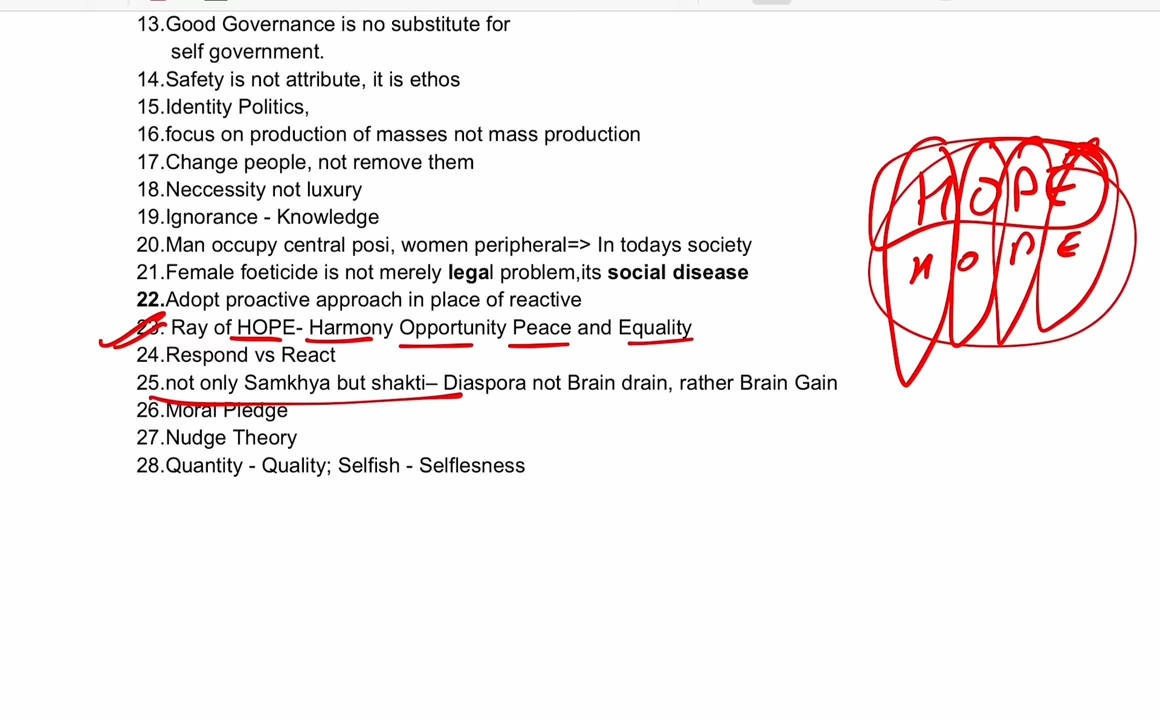 13.Good Governance is no substitute for
self government.
14.Safety is not attribute, it is ethos
15.Identity Politics,
16.focus on production of masses not mass production
17.Change people, not remove them
18.Neccessity not luxury
19.Ignorance - Knowledge
20.Man occupy central posi, women peripheral=> In todays society
21.Female foeticide is not merely legal problem,its social disease
22.Adopt proactive approach in place of reactive
23. Ray of HOPE- Harmony Opportunity Peace and Equality
24.Respond vs React
25.not only Samkhya but shakti– Diaspora not Brain drain, rather Brain Gain
26.Moral Pledge
27.Nudge Theory
28.Quantity - Quality; Selfish - Selflesness
HOPE
HOPE